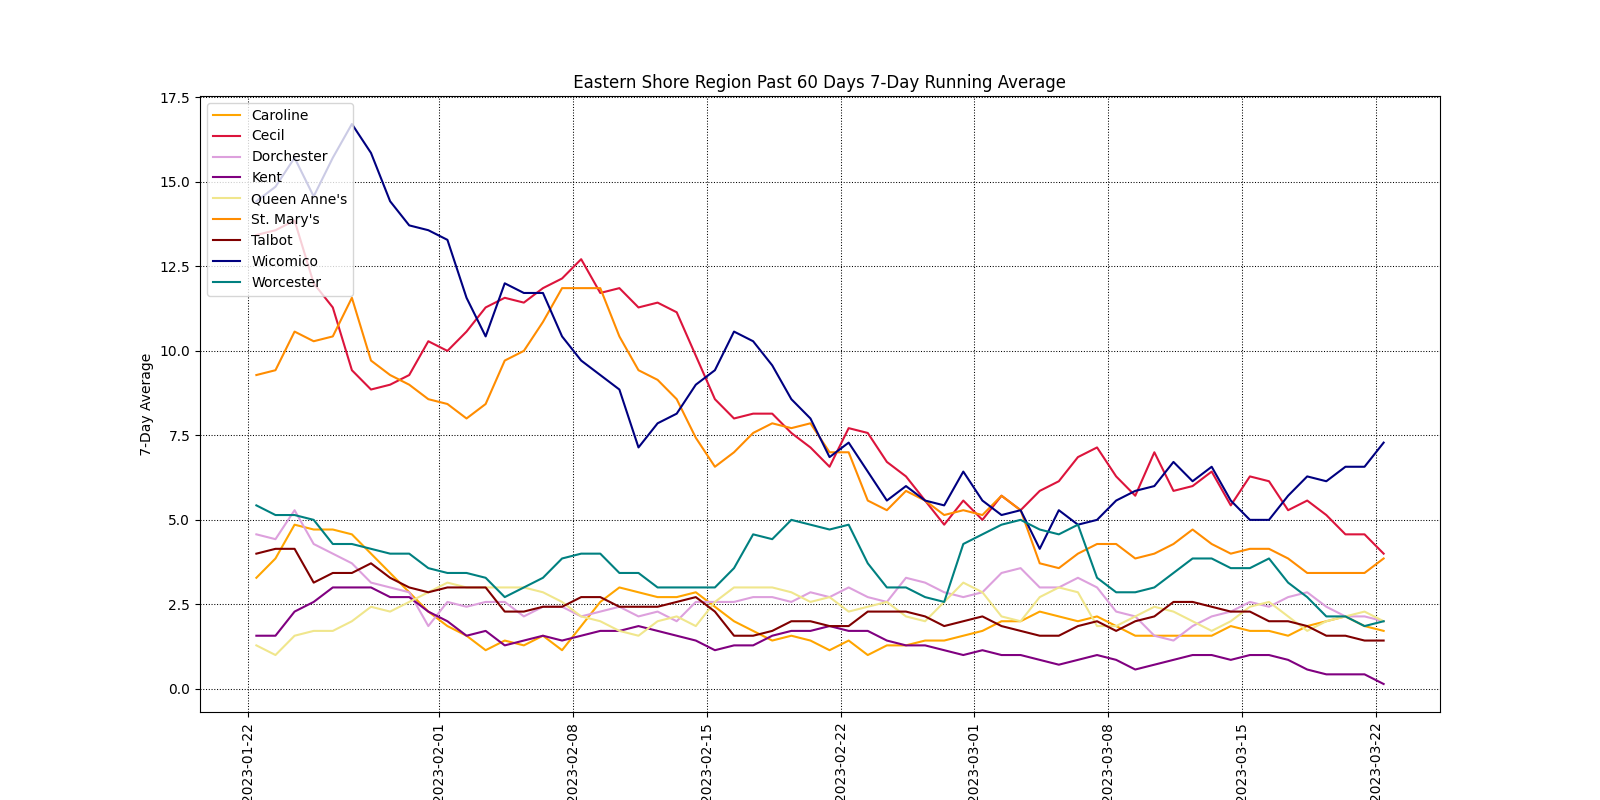 Eastern Shore Region Past 60 Days 7-Day Running Average
17.5
15.0
12.5
10.0
7.5
5.0
2.5
0.0
7-Day Average
Caroline
Cecil
Dorchester
Kent
Queen Anne's
St. Mary's
Talbot
Wicomico
Worcester
2023-01-22
2023-02-01
2023-02-08
2023-02-15
2023-02-22
2023-03-01
2023-03-08
2023-03-15
2023-03-22